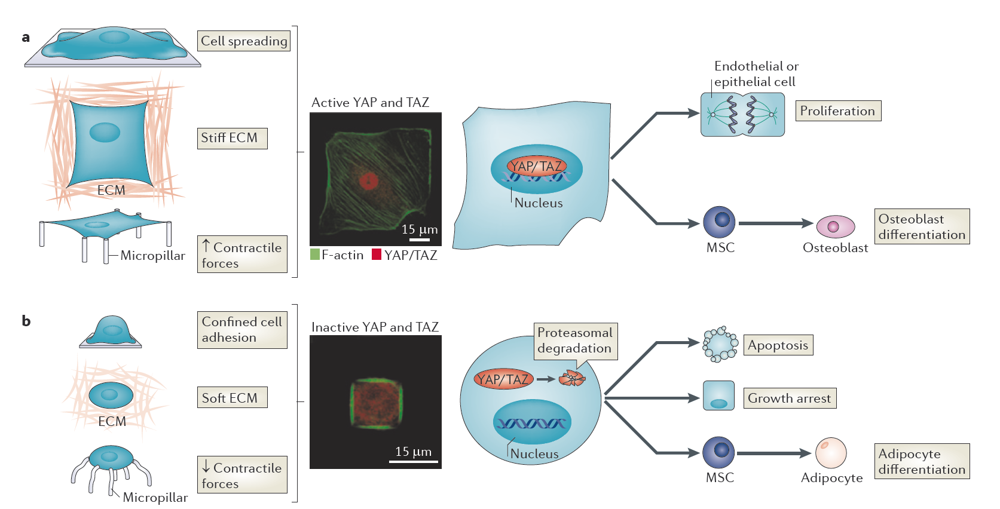 a
Cell spreading
Stiff ECM
ECM
↑ Contractile
forces
Micropillar
Active YAP and TAZ
15 μm
F-actin
YAP/TAZ
YAP/TAZ
Nucleus
Endothelial or
epithelial cell
Proliferation
MSC
Osteoblast
Osteoblast
differentiation
b
Confined cell
adhesion
Soft ECM
ECM
↓ Contractile
forces
Micropillar
Inactive YAP and TAZ
15 μm
Proteasomal
degradation
YAP/TAZ
Nucleus
Apoptosis
Growth arrest
MSC
Adipocyte
Adipocyte
differentiation